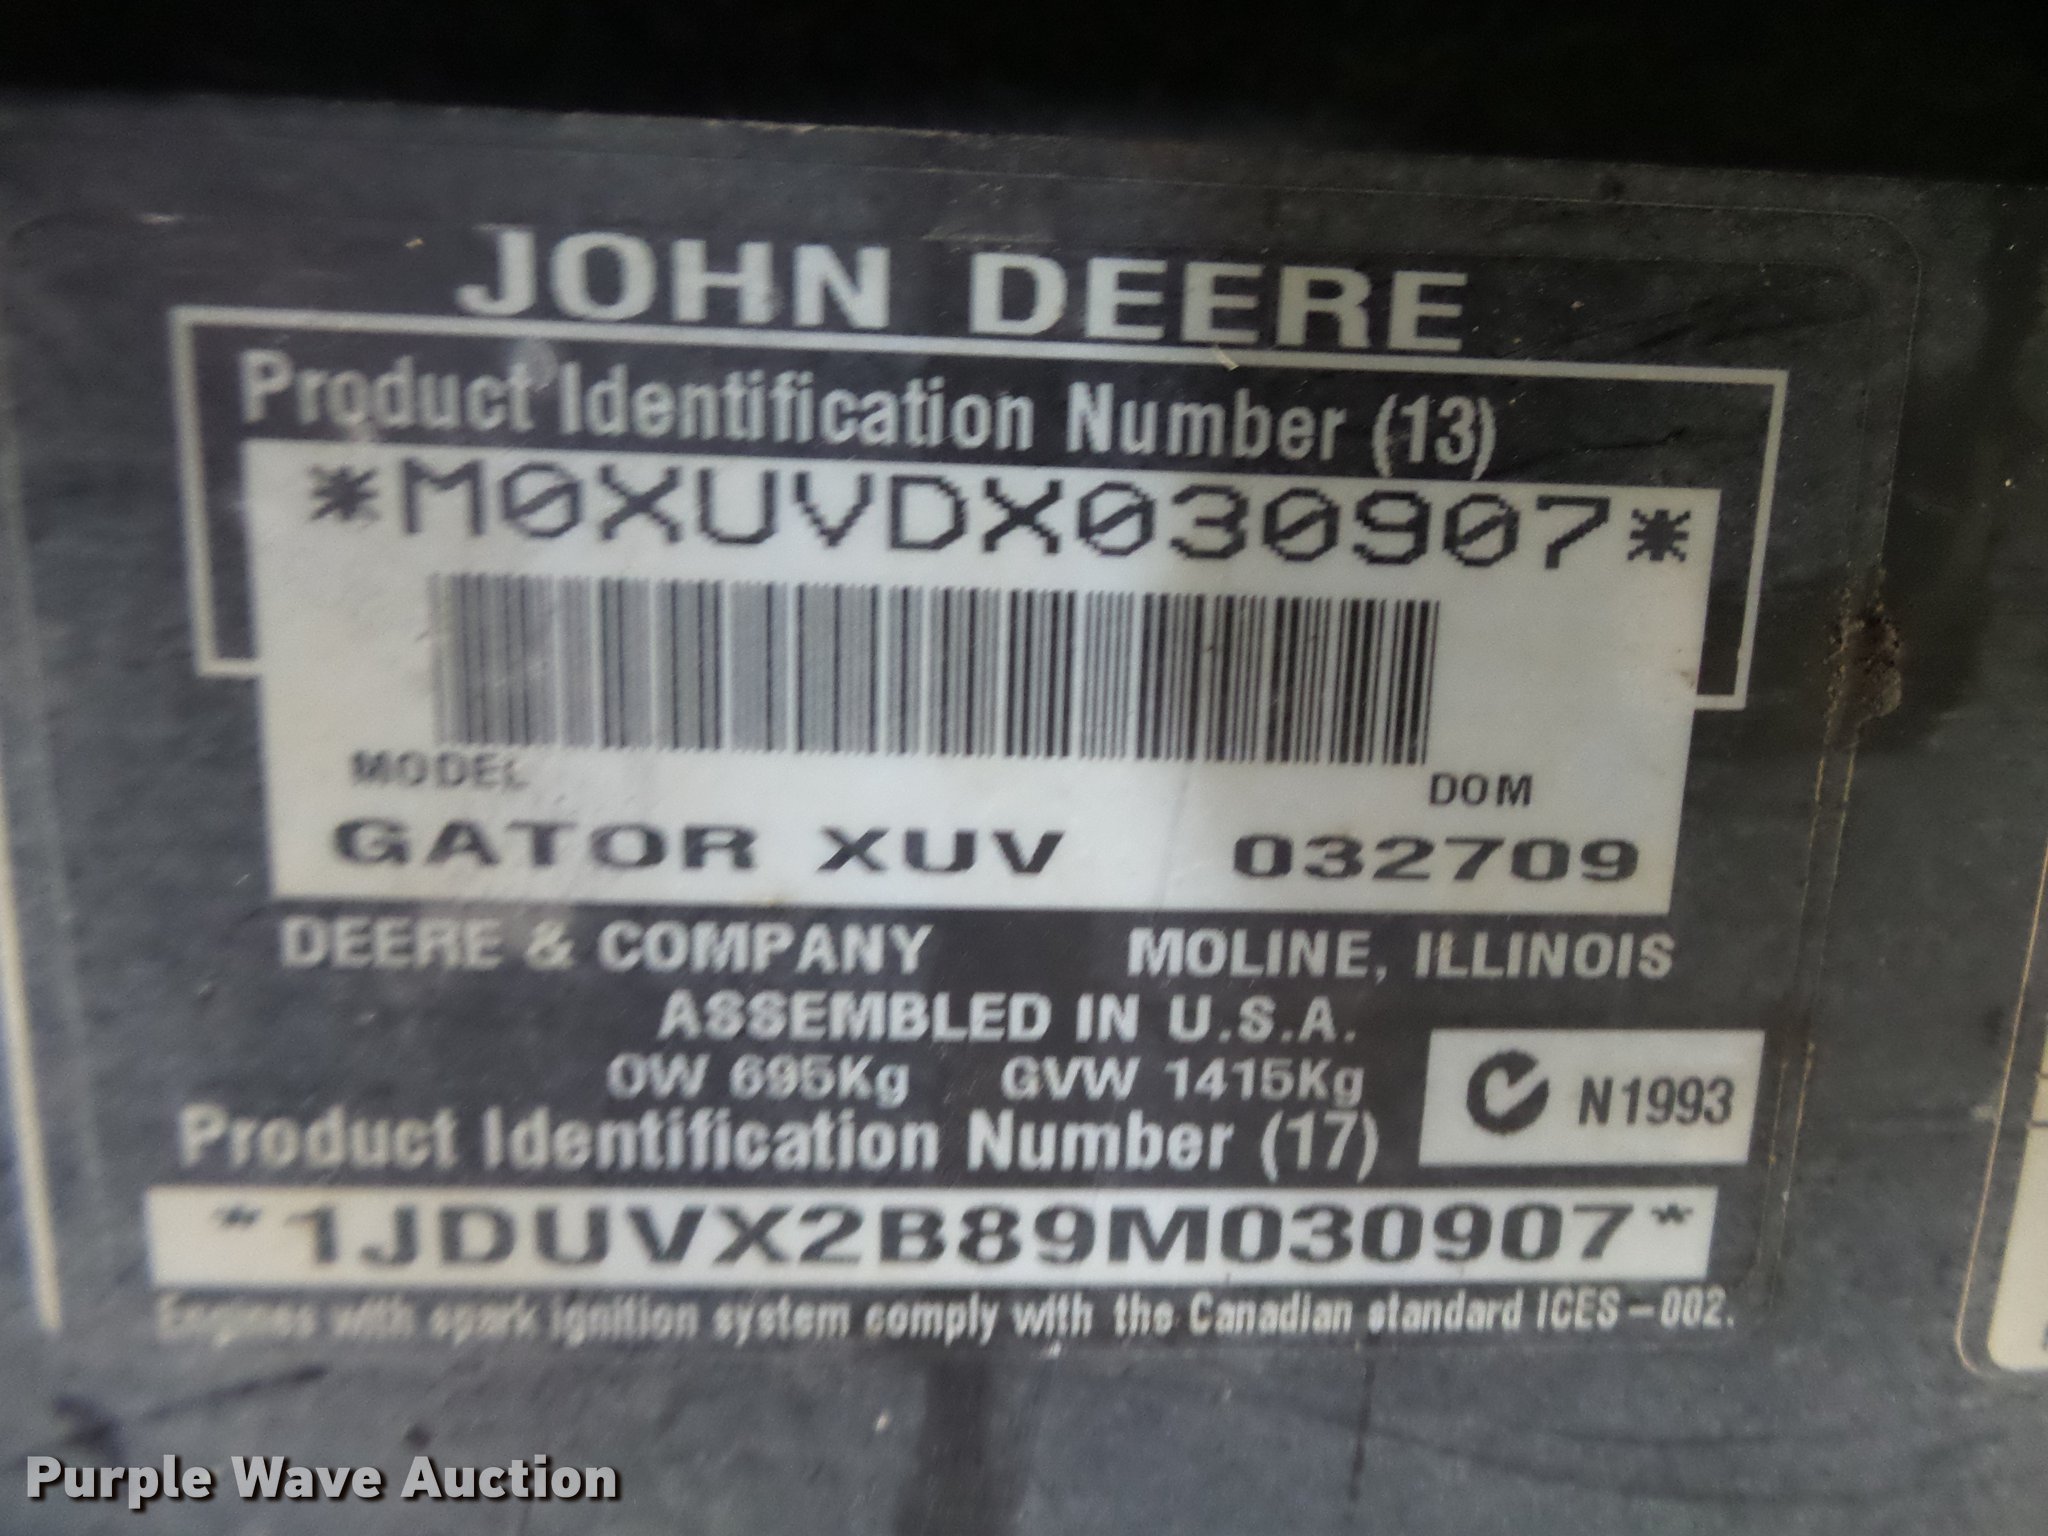 JOHN DEERE
Product Identification Number (13)
*M0XUVDX030907*
MODEL
DOM
GATOR XUV 032709
DEERE & COMPANY MOLINE, ILLINOIS
ASSEMBLED IN U.S.A.
OW 695Kg GVW 1415Kg
N1993
Product Identification Number (17)
*1JDUVX2B89M030907*
Engines with spark ignition system comply with the Canadian standard ICES-002.
Purple Wave Auction